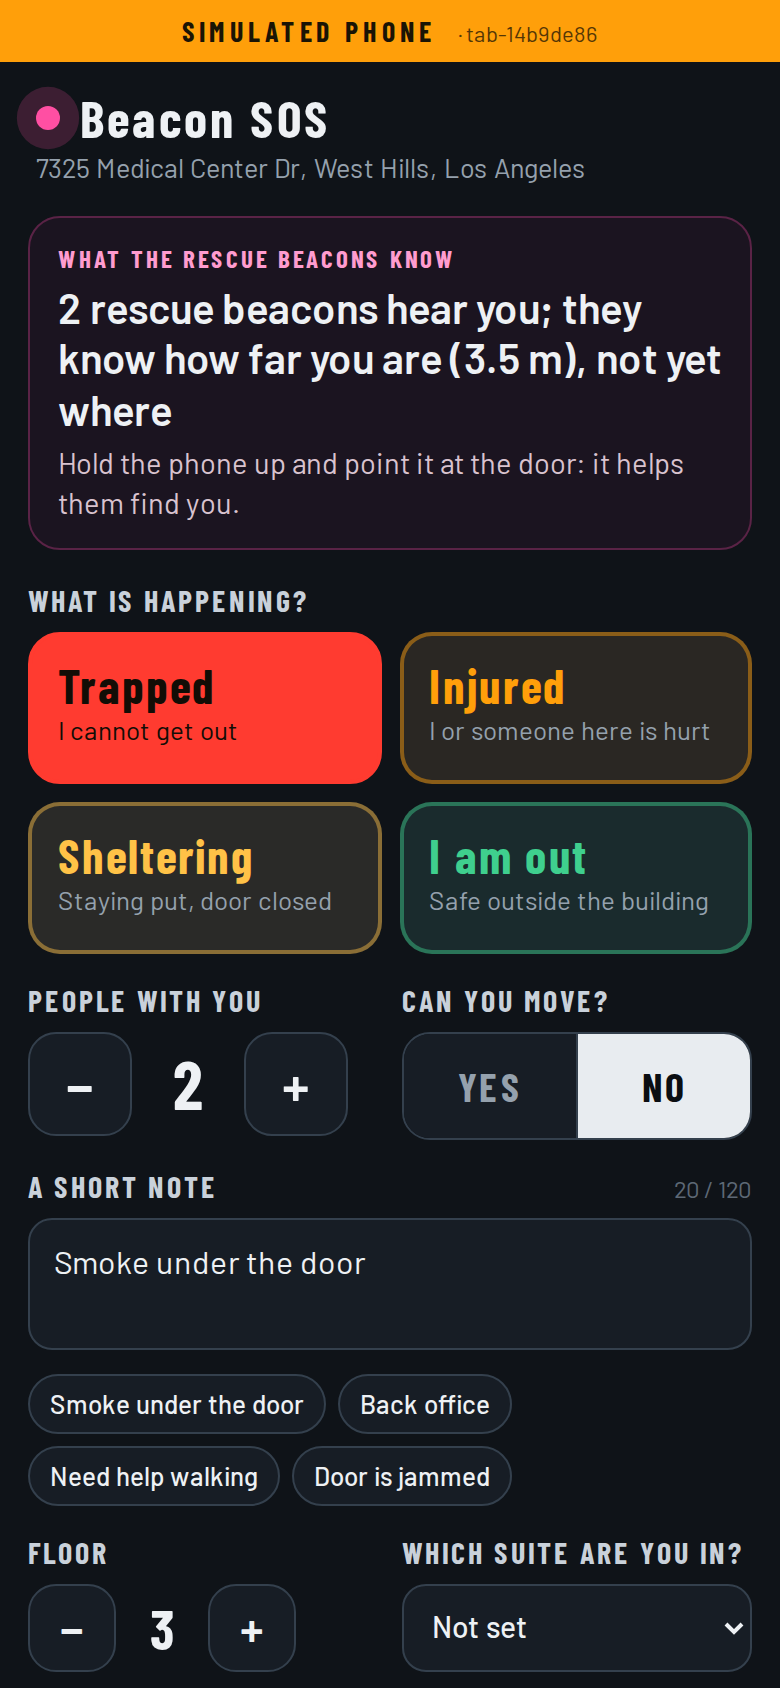 SIMULATED PHONE · tab-14b9de86
Beacon SOS
7325 Medical Center Dr, West Hills, Los Angeles
WHAT THE RESCUE BEACONS KNOW
2 rescue beacons hear you; they
know how far you are (3.5 m), not yet
where
Hold the phone up and point it at the door: it helps
them find you.
WHAT IS HAPPENING?
Trapped
I cannot get out
Injured
I or someone here is hurt
Sheltering
Staying put, door closed
I am out
Safe outside the building
PEOPLE WITH YOU
− 2 +
CAN YOU MOVE?
YES NO
A SHORT NOTE 20 / 120
Smoke under the door
Smoke under the door Back office
Need help walking Door is jammed
FLOOR
− 3 +
WHICH SUITE ARE YOU IN?
Not set